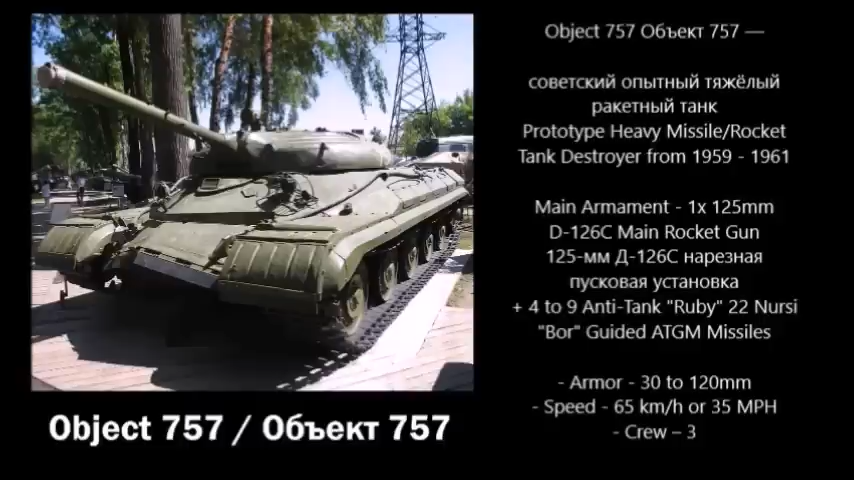 Object 757 Объект 757 —
советский опытный тяжёлый
ракетный танк
Prototype Heavy Missile/Rocket
Tank Destroyer from 1959 - 1961
Main Armament - 1x 125mm
D-126C Main Rocket Gun
125-мм Д-126С нарезная
пусковая установка
+ 4 to 9 Anti-Tank "Ruby" 22 Nursi
"Bor" Guided ATGM Missiles
- Armor - 30 to 120mm
- Speed - 65 km/h or 35 MPH
- Crew – 3
Object 757 / Объект 757